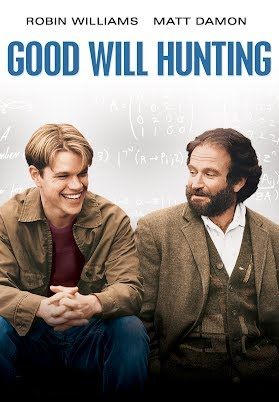 ROBIN WILLIAMS MATT DAMON
GOOD WILL HUNTING